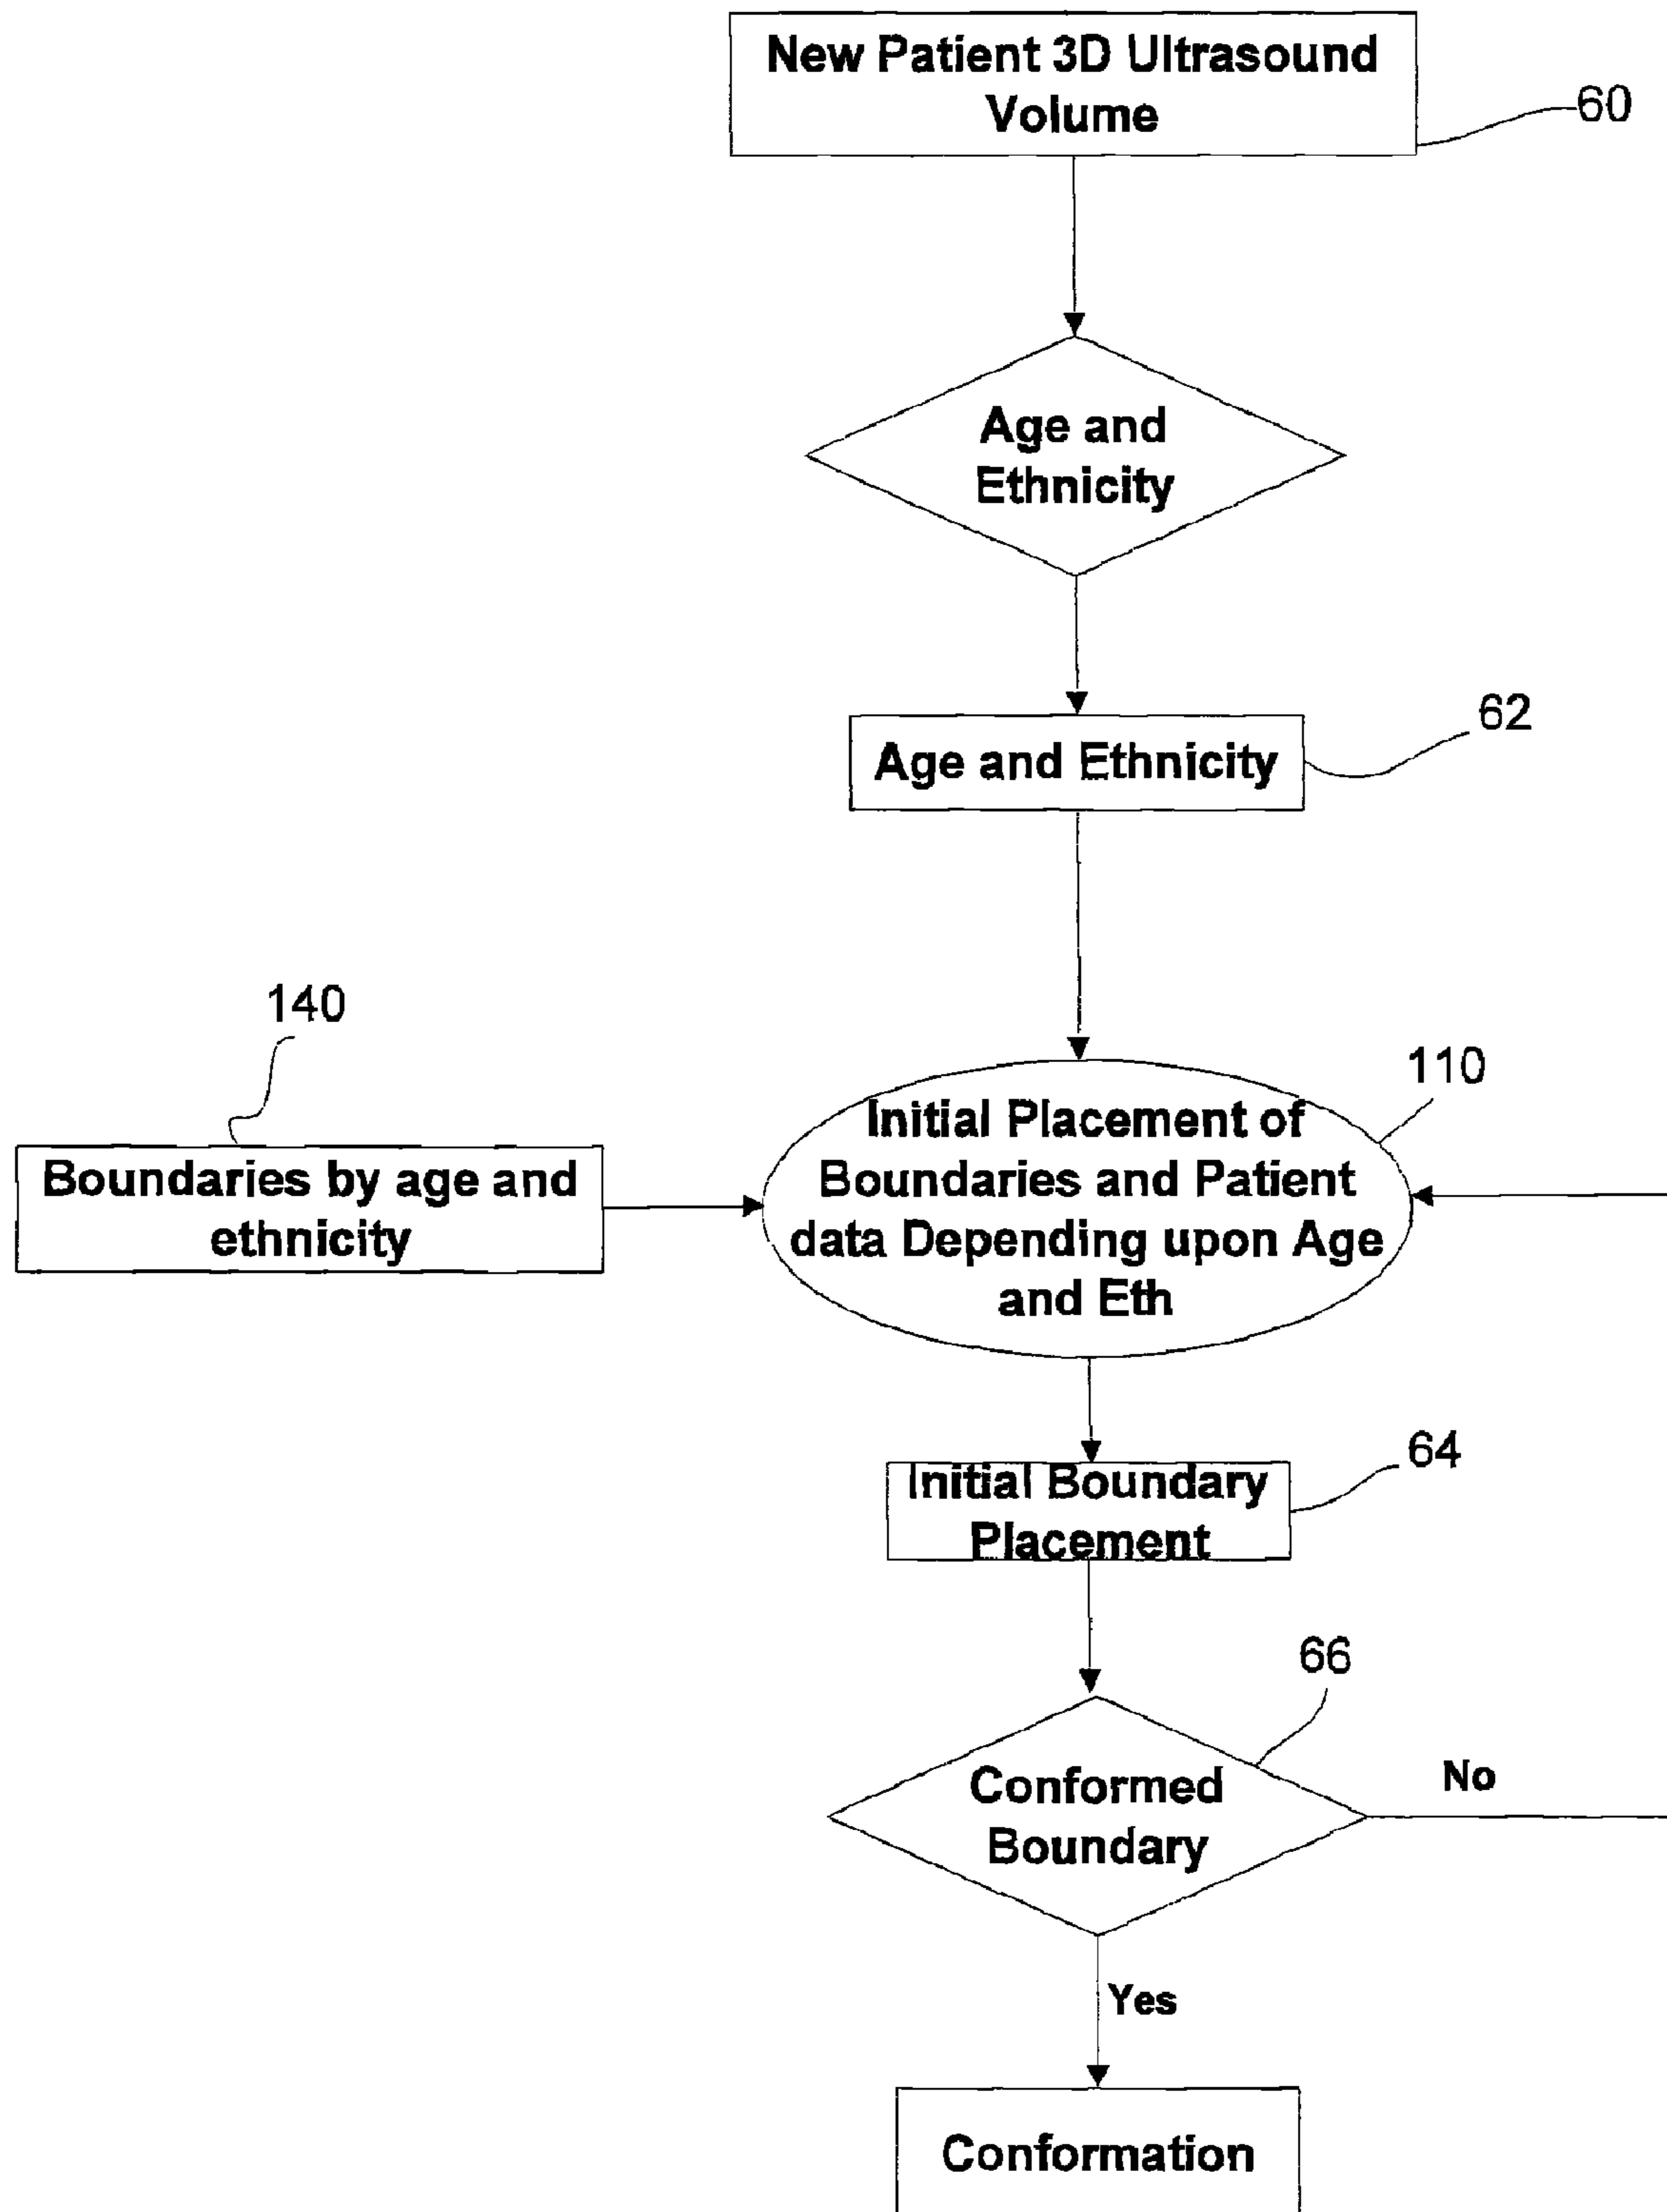 New Patient 3D Ultrasound
Volume
60
Age and
Ethnicity
62
Age and Ethnicity
140
Boundaries by age and
ethnicity
110
Initial Placement of
Boundaries and Patient
data Depending upon Age
and Eth
64
Initial Boundary
Placement
66
Conformed
Boundary
No
Yes
Conformation